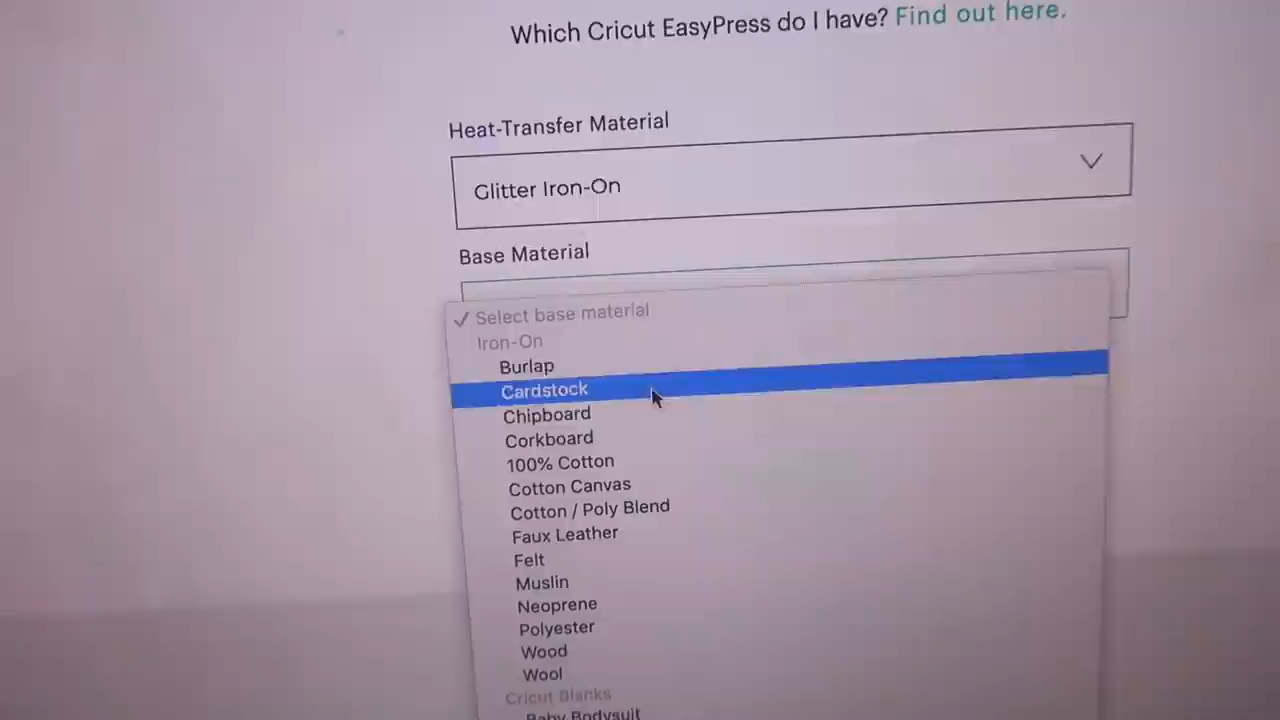 Which Cricut EasyPress do I have? Find out here.
Heat-Transfer Material
Glitter Iron-On
Base Material
✓ Select base material
Iron-On
Burlap
Cardstock
Chipboard
Corkboard
100% Cotton
Cotton Canvas
Cotton / Poly Blend
Faux Leather
Felt
Muslin
Neoprene
Polyester
Wood
Wool
Cricut Blanks
Baby Bodysuit